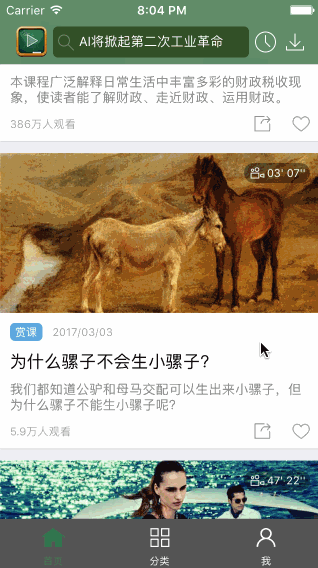 Carrier 8:04 PM
AI将掀起第二次工业革命
本课程广泛解释日常生活中丰富多彩的财政税收现
象，使读者能了解财政、走近财政、运用财政。
386万人观看
03' 07''
赏课 2017/03/03
为什么骡子不会生小骡子?
我们都知道公驴和母马交配可以生出来小骡子，但
为什么骡子不能生小骡子呢?
5.9万人观看
47' 22''
首页 分类 我